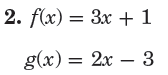 2. f(x) = 3x + 1
g(x) = 2x − 3